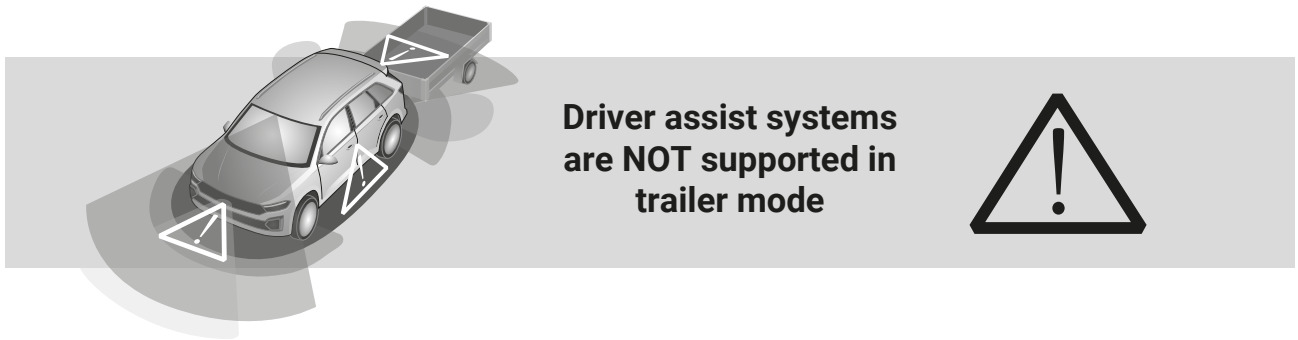 Driver assist systems
are NOT supported in
trailer mode